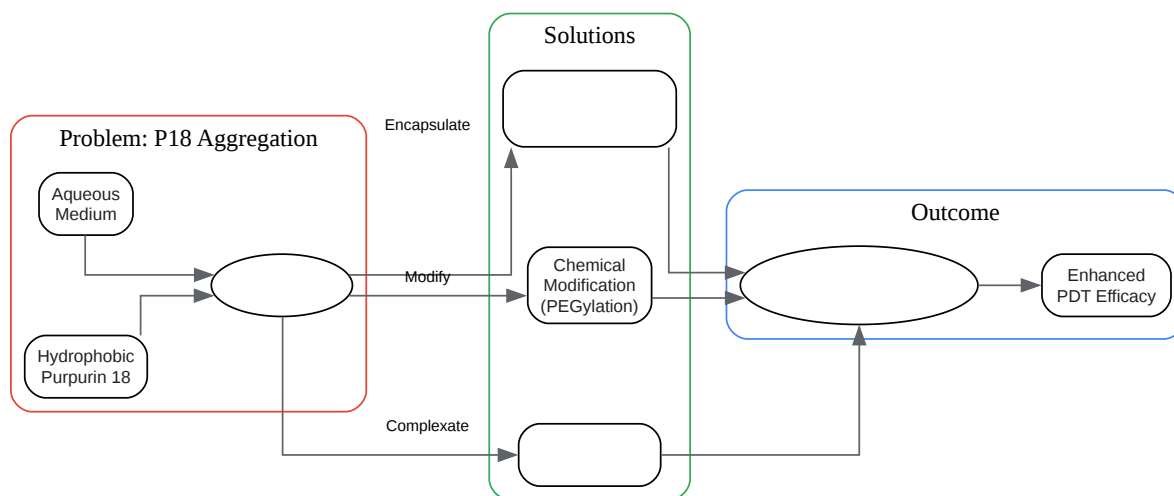 Solutions
Encapsulate
Problem: P18 Aggregation
Aqueous
Medium
Outcome
Modify
Chemical
Modification
(PEGylation)
Enhanced
PDT Efficacy
Hydrophobic
Purpurin 18
Complexate